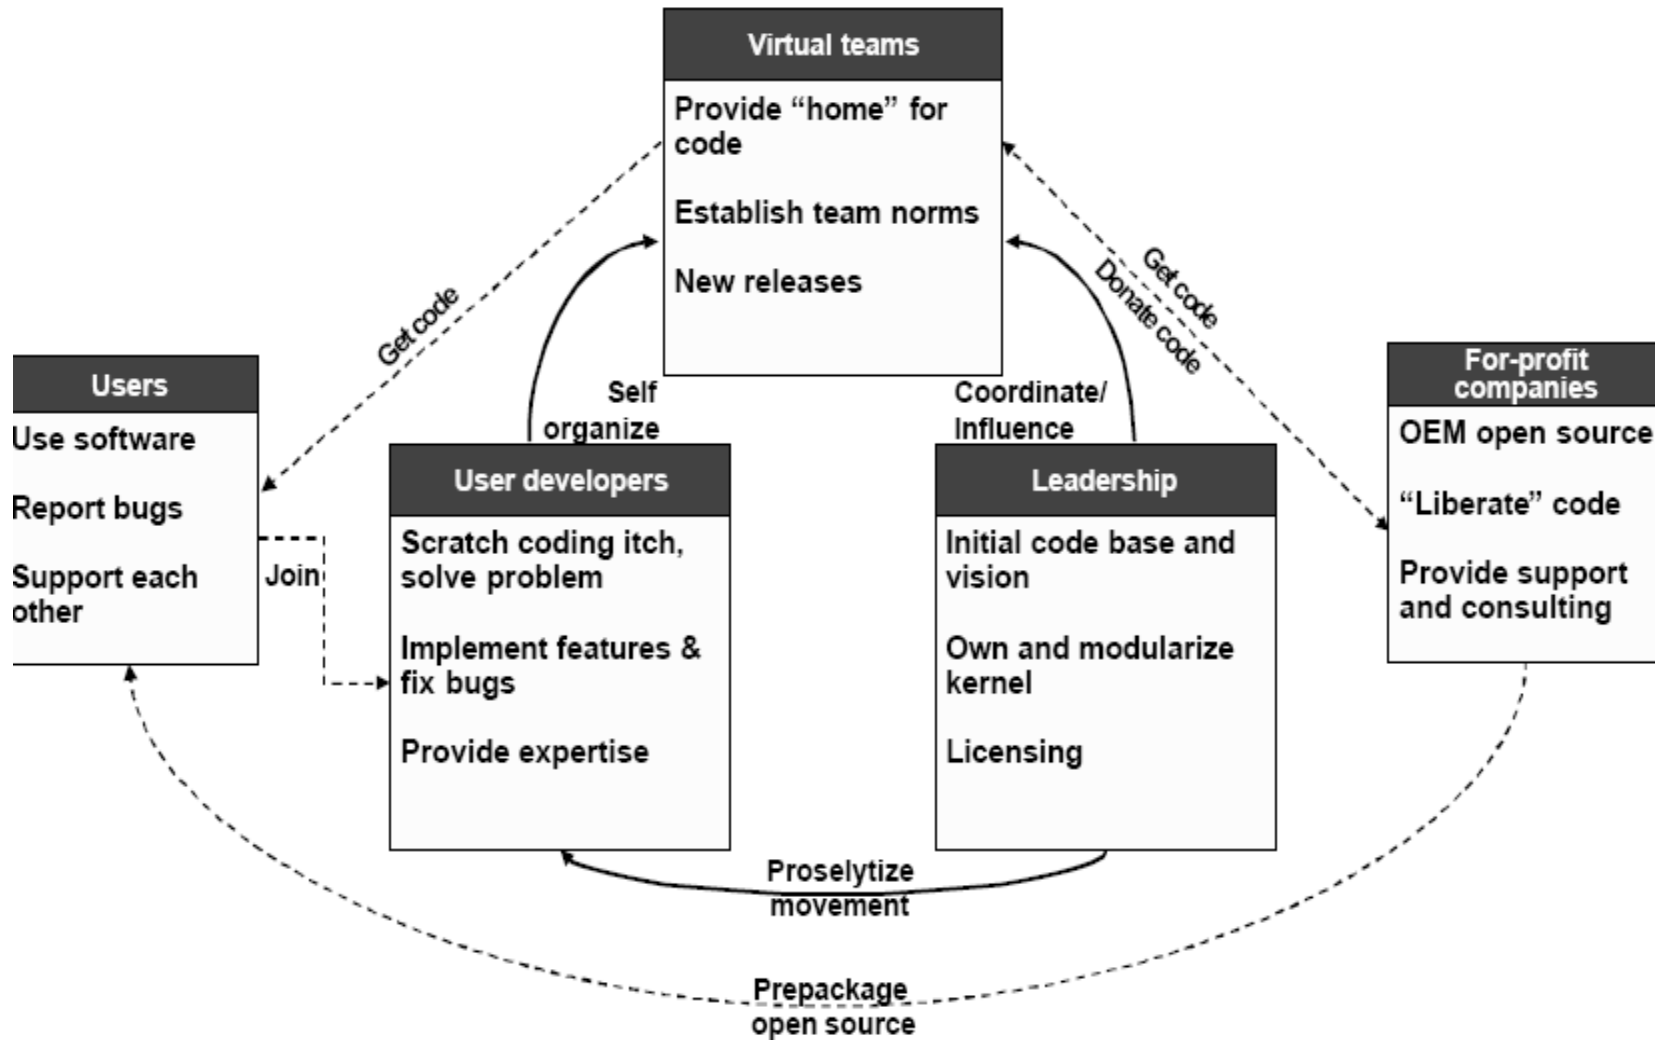 Virtual teams
Provide “home” for
code
Establish team norms
New releases
Get code
Get code
Donate code
Users
Use software
Report bugs
Support each
other
Join
Self
organize
Coordinate/
Influence
For-profit
companies
OEM open source
“Liberate” code
Provide support
and consulting
User developers
Scratch coding itch,
solve problem
Implement features &
fix bugs
Provide expertise
Leadership
Initial code base and
vision
Own and modularize
kernel
Licensing
Proselytize
movement
Prepackage
open source